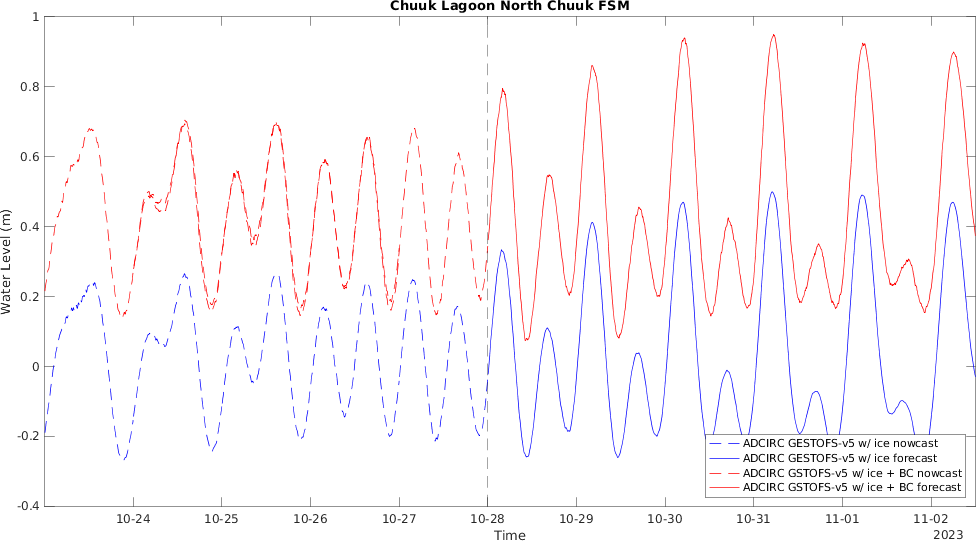 Chuuk Lagoon North Chuuk FSM
1
0.8
0.6
0.4
0.2
0
-0.2
-0.4
Water Level (m)
10-24 10-25 10-26 10-27 10-28 10-29 10-30 10-31 11-01 11-02
Time
2023
ADCIRC GESTOFS-v5 w/ ice nowcast
ADCIRC GESTOFS-v5 w/ ice forecast
ADCIRC GSTOFS-v5 w/ ice + BC nowcast
ADCIRC GSTOFS-v5 w/ ice + BC forecast